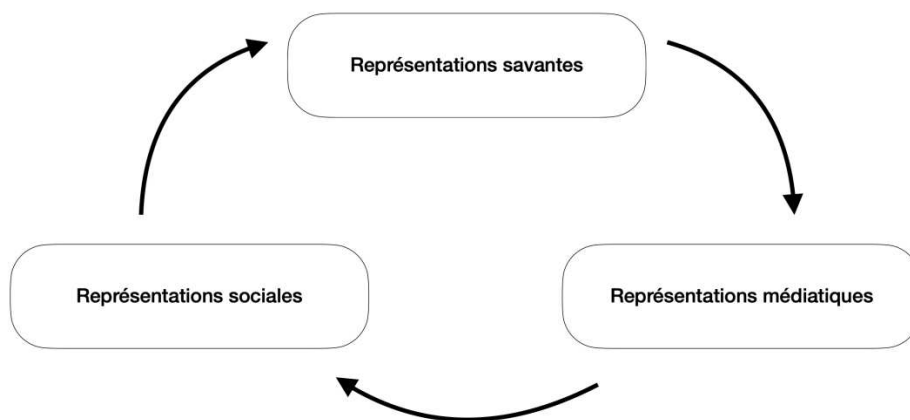 Représentations savantes
Représentations sociales
Représentations médiatiques